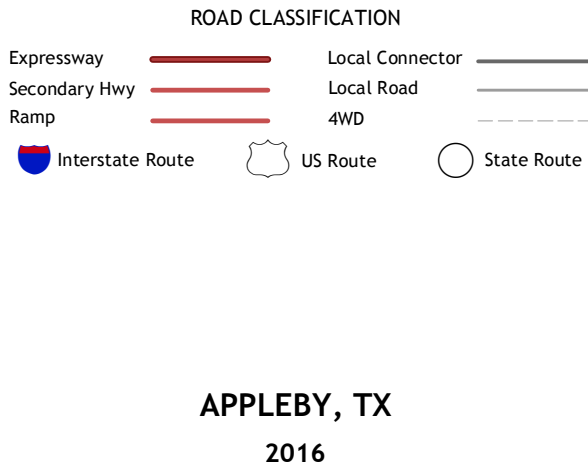 ROAD CLASSIFICATION
Expressway
Local Connector
Secondary Hwy
Local Road
Ramp
4WD
Interstate Route
US Route
State Route
APPLEBY, TX
2016